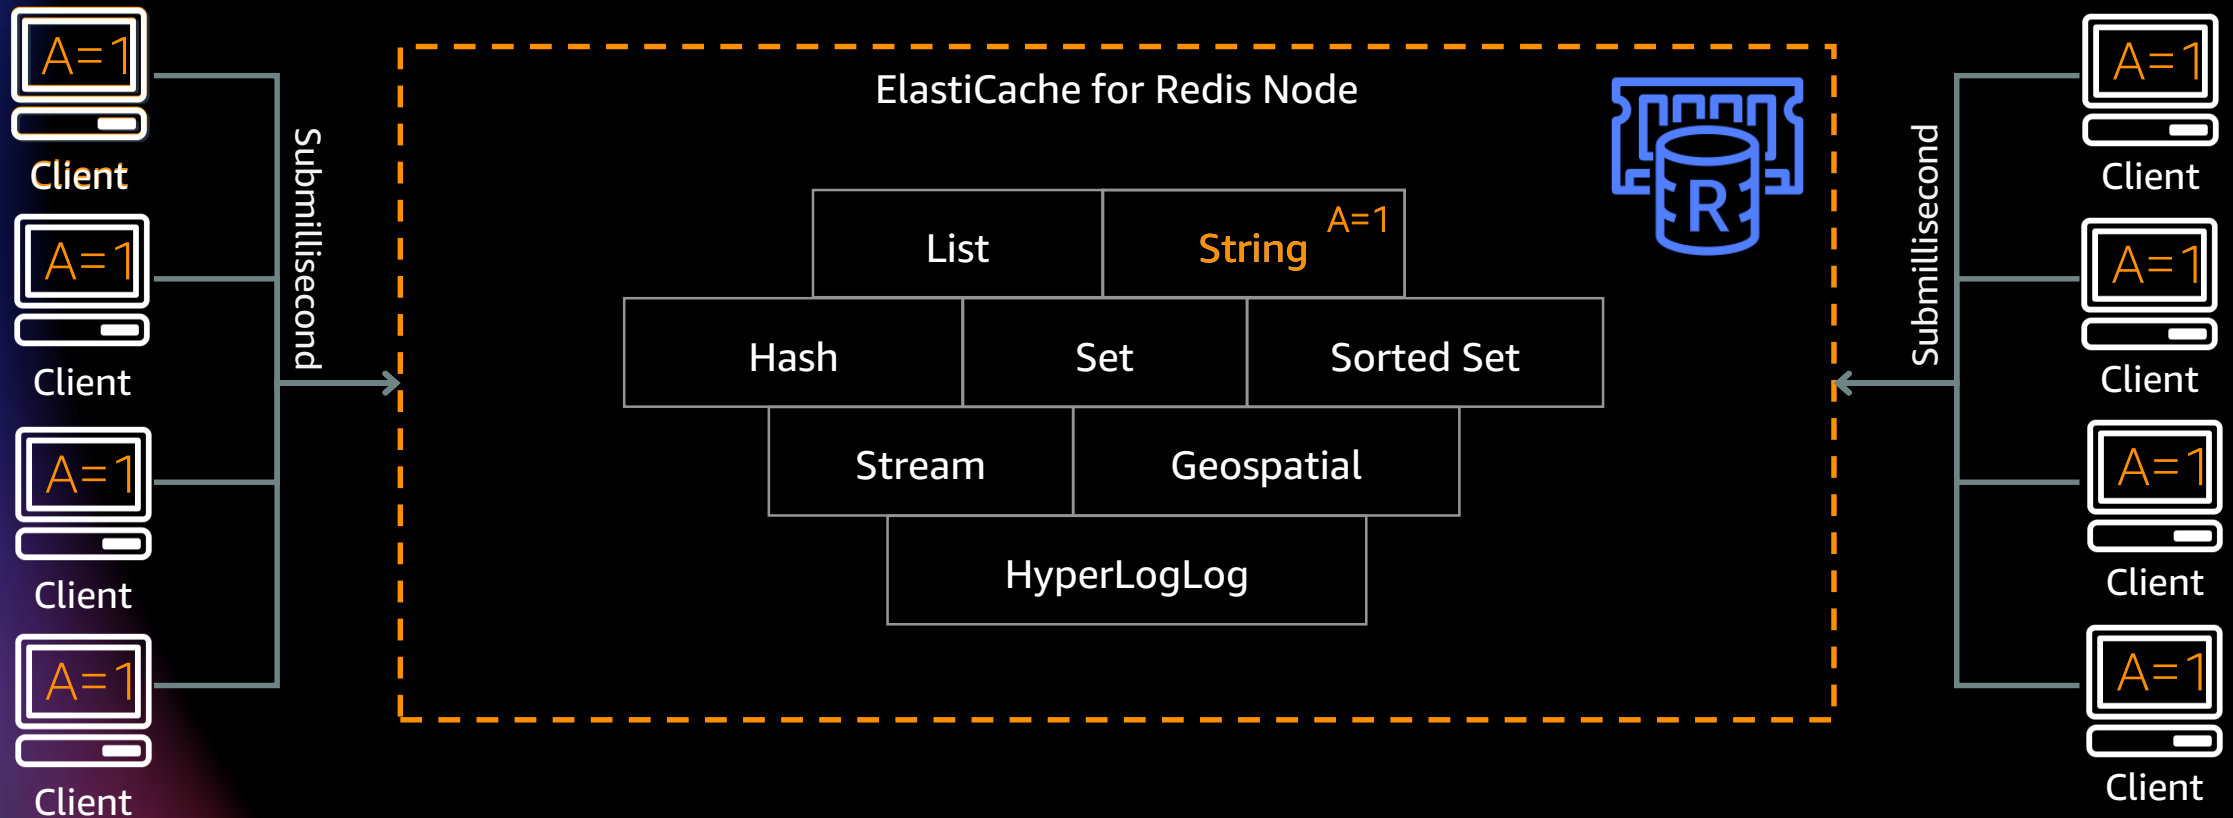 A=1
Client
A=1
Client
A=1
Client
A=1
Client
Submillisecond
ElastiCache for Redis Node
R
List
String
A=1
Hash
Set
Sorted Set
Stream
Geospatial
HyperLogLog
Submillisecond
A=1
Client
A=1
Client
A=1
Client
A=1
Client